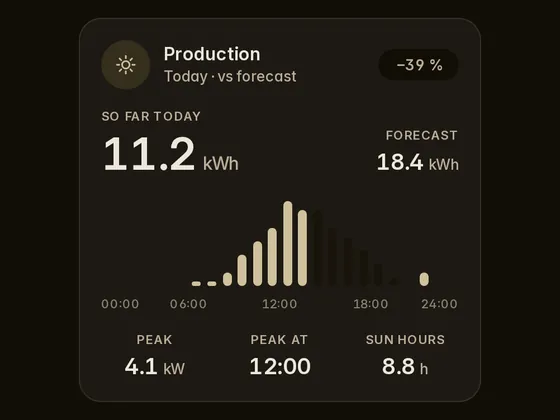 Production
Today · vs forecast
−39 %
SO FAR TODAY
11.2 kWh
FORECAST
18.4 kWh
00:00 06:00 12:00 18:00 24:00
PEAK
4.1 kW
PEAK AT
12:00
SUN HOURS
8.8 h